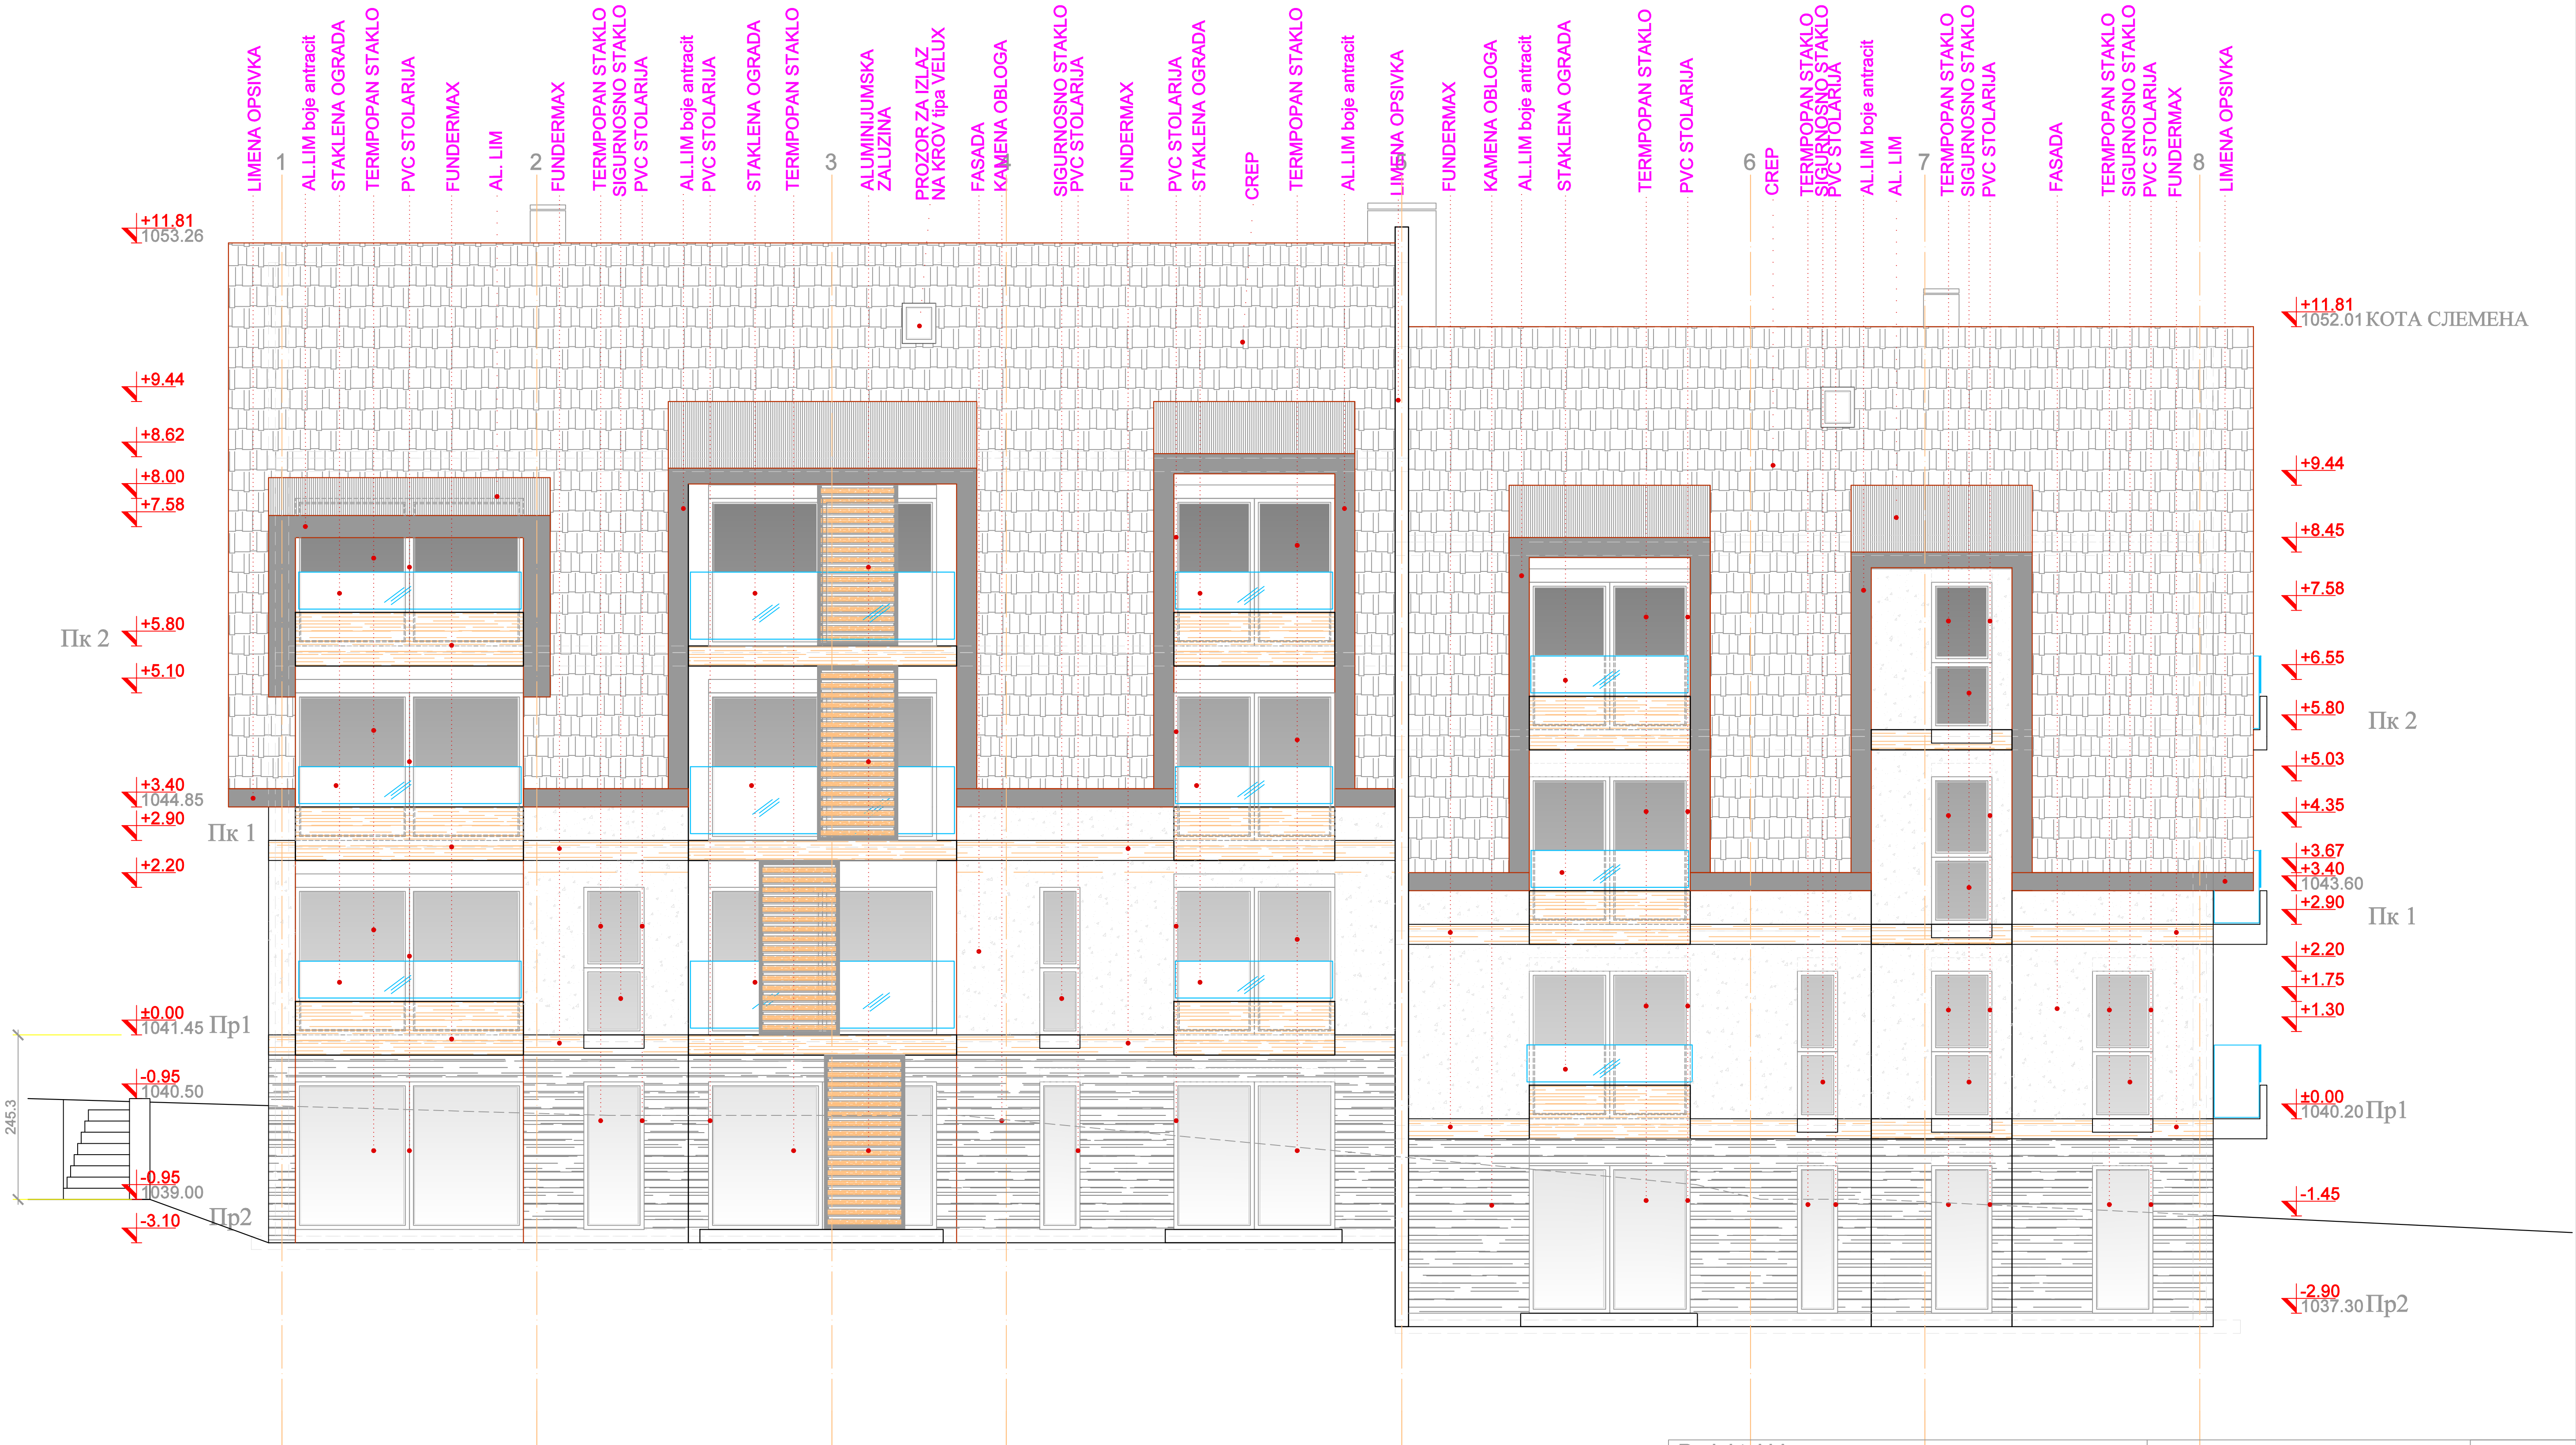 LIMENA OPSIVKA
AL.LIM boje antracit
STAKLENA OGRADA
TERMPOPAN STAKLO
PVC STOLARIJA
FUNDERMAX
AL. LIM
FUNDERMAX
TERMPOPAN STAKLO
SIGURNOSNO STAKLO
PVC STOLARIJA
AL.LIM boje antracit
PVC STOLARIJA
STAKLENA OGRADA
TERMPOPAN STAKLO
ALUMINIJUMSKA
ZALUZINA
PROZOR ZA IZLAZ
NA KROV tipa VELUX
FASADA
KAMENA OBLOGA
SIGURNOSNO STAKLO
PVC STOLARIJA
FUNDERMAX
PVC STOLARIJA
STAKLENA OGRADA
CREP
TERMPOPAN STAKLO
AL.LIM boje antracit
LIMENA OPSIVKA
FUNDERMAX
KAMENA OBLOGA
AL.LIM boje antracit
STAKLENA OGRADA
TERMPOPAN STAKLO
PVC STOLARIJA
CREP
TERMPOPAN STAKLO
SIGURNOSNO STAKLO
PVC STOLARIJA
AL.LIM boje antracit
AL. LIM
TERMPOPAN STAKLO
SIGURNOSNO STAKLO
PVC STOLARIJA
FASADA
TERMPOPAN STAKLO
SIGURNOSNO STAKLO
PVC STOLARIJA
FUNDERMAX
LIMENA OPSIVKA
1
2
3
4
6
7
8
+11.81
1053.26
+9.44
+8.62
+8.00
+7.58
+5.80
Пк 2
+5.10
+3.40
1044.85
+2.90
Пк 1
+2.20
±0.00
1041.45 Пр1
-0.95
1040.50
245.3
-0.95
1039.00
Пр2
-3.10
+11.81
1052.01 КОТА СЛЕМЕНА
+9.44
+8.45
+7.58
+6.55
+5.80
Пк 2
+5.03
+4.35
+3.67
+3.40
1043.60
+2.90
Пк 1
+2.20
+1.75
+1.30
±0.00
1040.20 Пр1
-1.45
-2.90
1037.30 Пр2